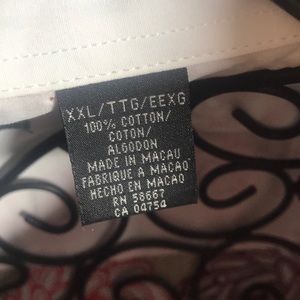 XXL/TTG/EEXG
100% COTTON/
COTON/
ALGODON
MADE IN MACAU
FABRIQUE A MACAO
HECHO EN MACAO
RN 58667
CA 04754